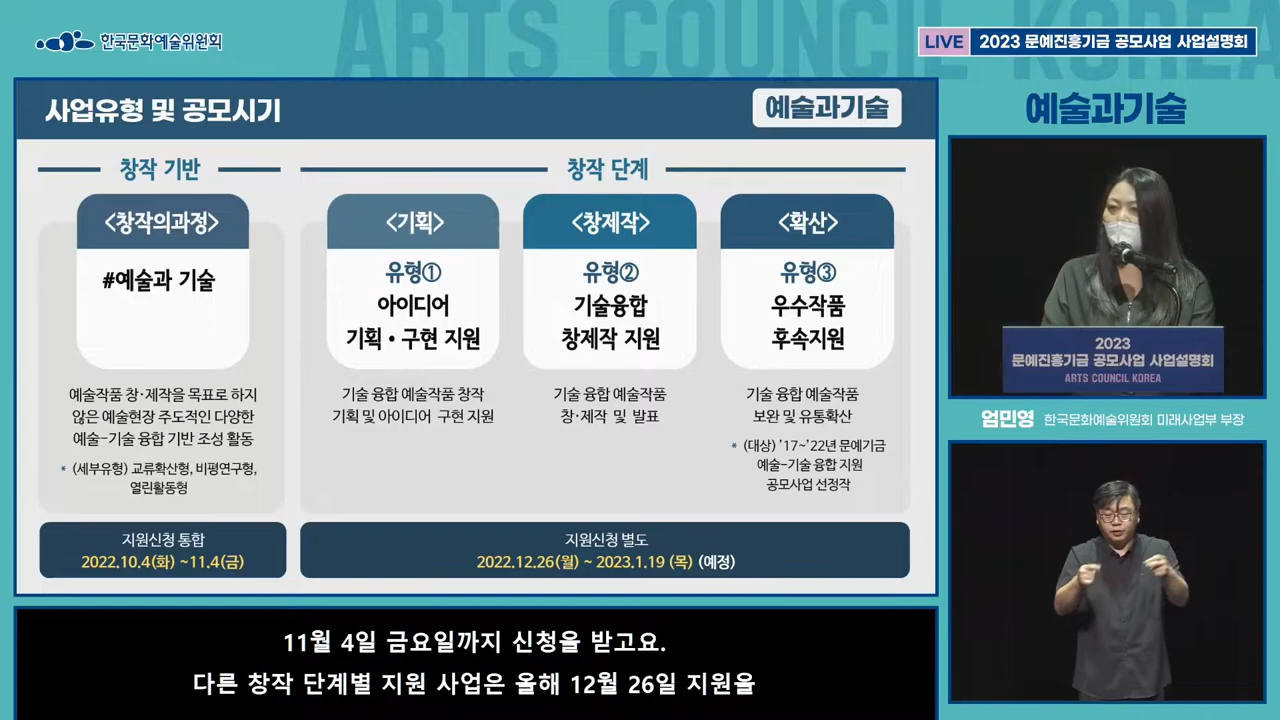 ARTS COUNCIL KOREA
한국문화예술위원회
LIVE 2023 문예진흥기금 공모사업 사업설명회
사업유형 및 공모시기
예술과기술
창작 기반
<창작의과정>
#예술과 기술
예술작품 창·제작을 목표로 하지
않은 예술현장 주도적인 다양한
예술-기술 융합 기반 조성 활동
* (세부유형) 교류확산형, 비평연구형,
열린활동형
지원신청 통합
2022.10.4(화) ~11.4(금)
창작 단계
<기획>
유형①
아이디어
기획·구현 지원
기술 융합 예술작품 창작
기획 및 아이디어 구현 지원
<창제작>
유형②
기술융합
창제작 지원
기술 융합 예술작품
창·제작 및 발표
<확산>
유형③
우수작품
후속지원
기술 융합 예술작품
보완 및 유통확산
* (대상) ’17~’22년 문예기금
예술-기술 융합 지원
공모사업 선정작
지원신청 별도
2022.12.26(월) ~ 2023.1.19 (목) (예정)
예술과기술
2023
문예진흥기금 공모사업 사업설명회
ARTS COUNCIL KOREA
엄민영 한국문화예술위원회 미래사업부 부장
11월 4일 금요일까지 신청을 받고요.
다른 창작 단계별 지원 사업은 올해 12월 26일 지원을